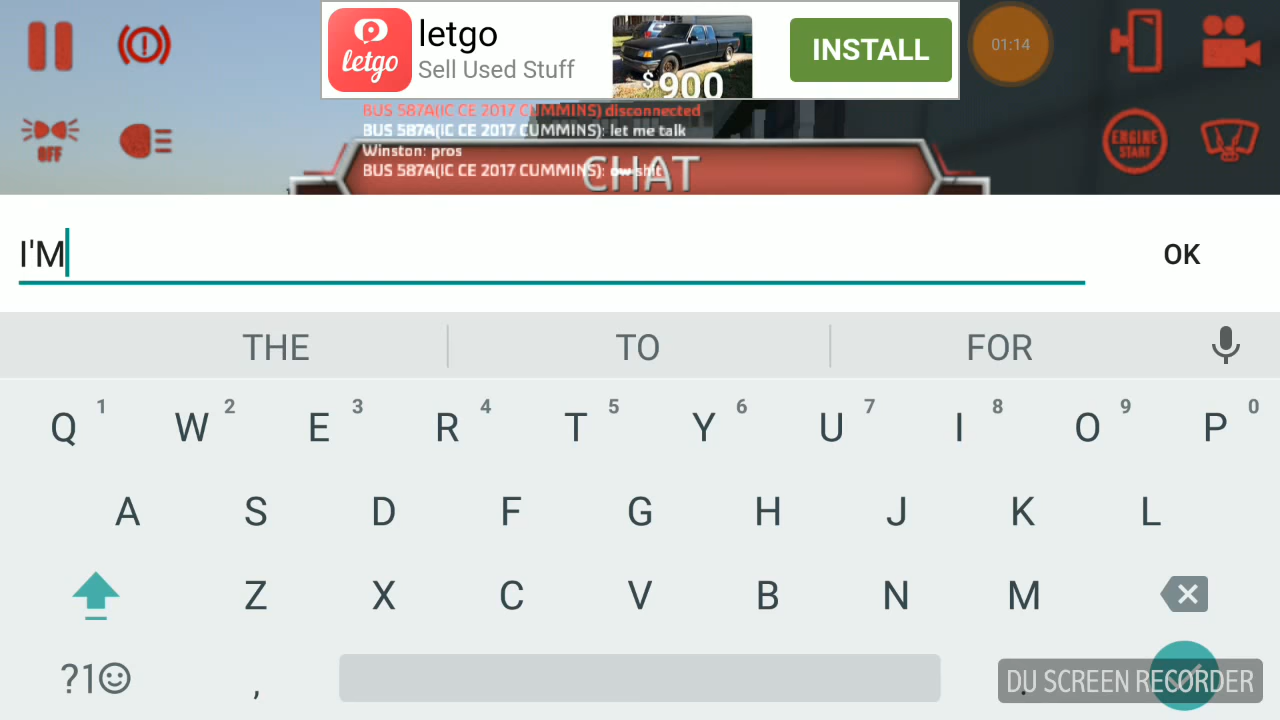 letgo
letgo
Sell Used Stuff
$900
INSTALL
01:14
OFF
ENGINE
START
BUS 587A(IC CE 2017 CUMMINS) disconnected
BUS 587A(IC CE 2017 CUMMINS): let me talk
Winston: pros
BUS 587A(IC CE 2017 CUMMINS): ow shit
CHAT
I'M
OK
THE TO FOR
Q 1 W 2 E 3 R 4 T 5 Y 6 U 7 I 8 O 9 P 0
A S D F G H J K L
Z X C V B N M
?1 , .
DU SCREEN RECORDER